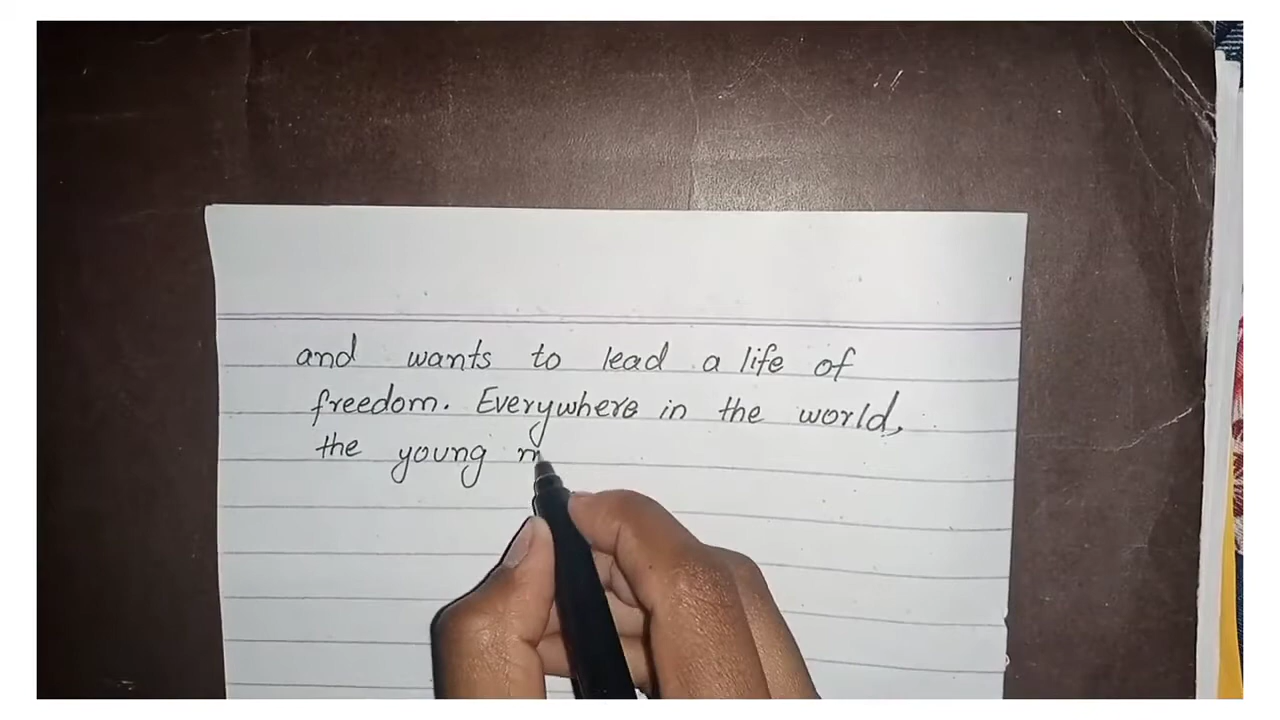 and wants to lead a life of
freedom. Everywhere in the world,
the young